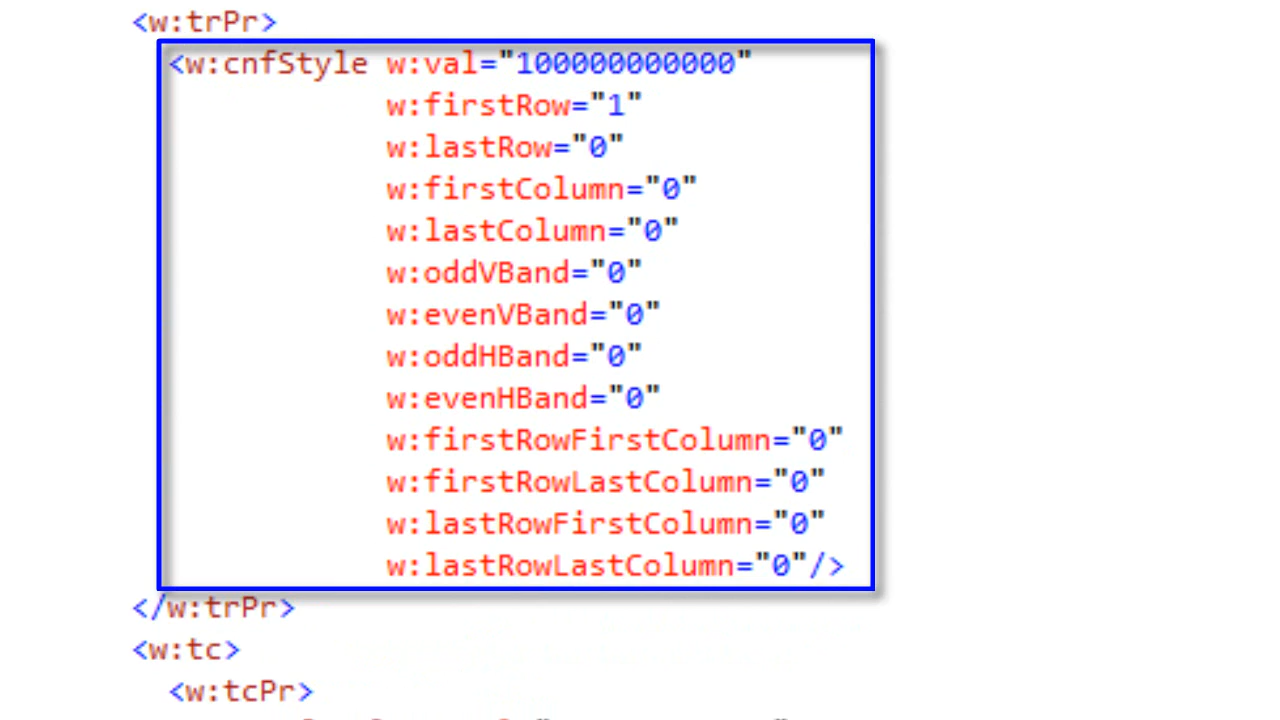 <w:trPr>
<w:cnfStyle w:val="100000000000"
w:firstRow="1"
w:lastRow="0"
w:firstColumn="0"
w:lastColumn="0"
w:oddVBand="0"
w:evenVBand="0"
w:oddHBand="0"
w:evenHBand="0"
w:firstRowFirstColumn="0"
w:firstRowLastColumn="0"
w:lastRowFirstColumn="0"
w:lastRowLastColumn="0"/>
</w:trPr>
<w:tc>
<w:tcPr>